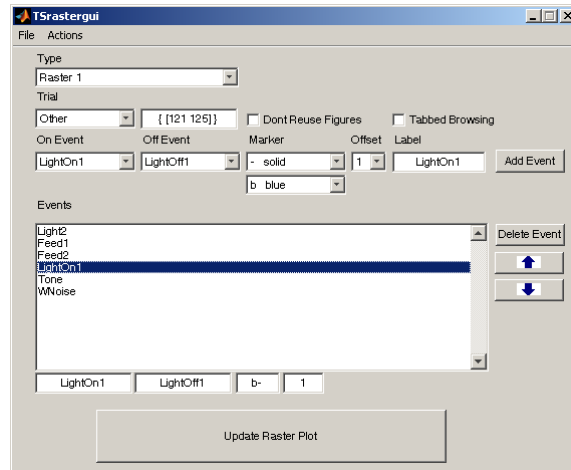 TSrastergui
File Actions
Type
Raster 1
Trial
Other { [121 125] } Dont Reuse Figures Tabbed Browsing
On Event Off Event Marker Offset Label
LightOn1 LightOff1 - solid 1 LightOn1 Add Event
b blue
Events
Light2
Feed1
Feed2
LightOn1
Tone
WNoise
Delete Event
LightOn1 LightOff1 b- 1
Update Raster Plot